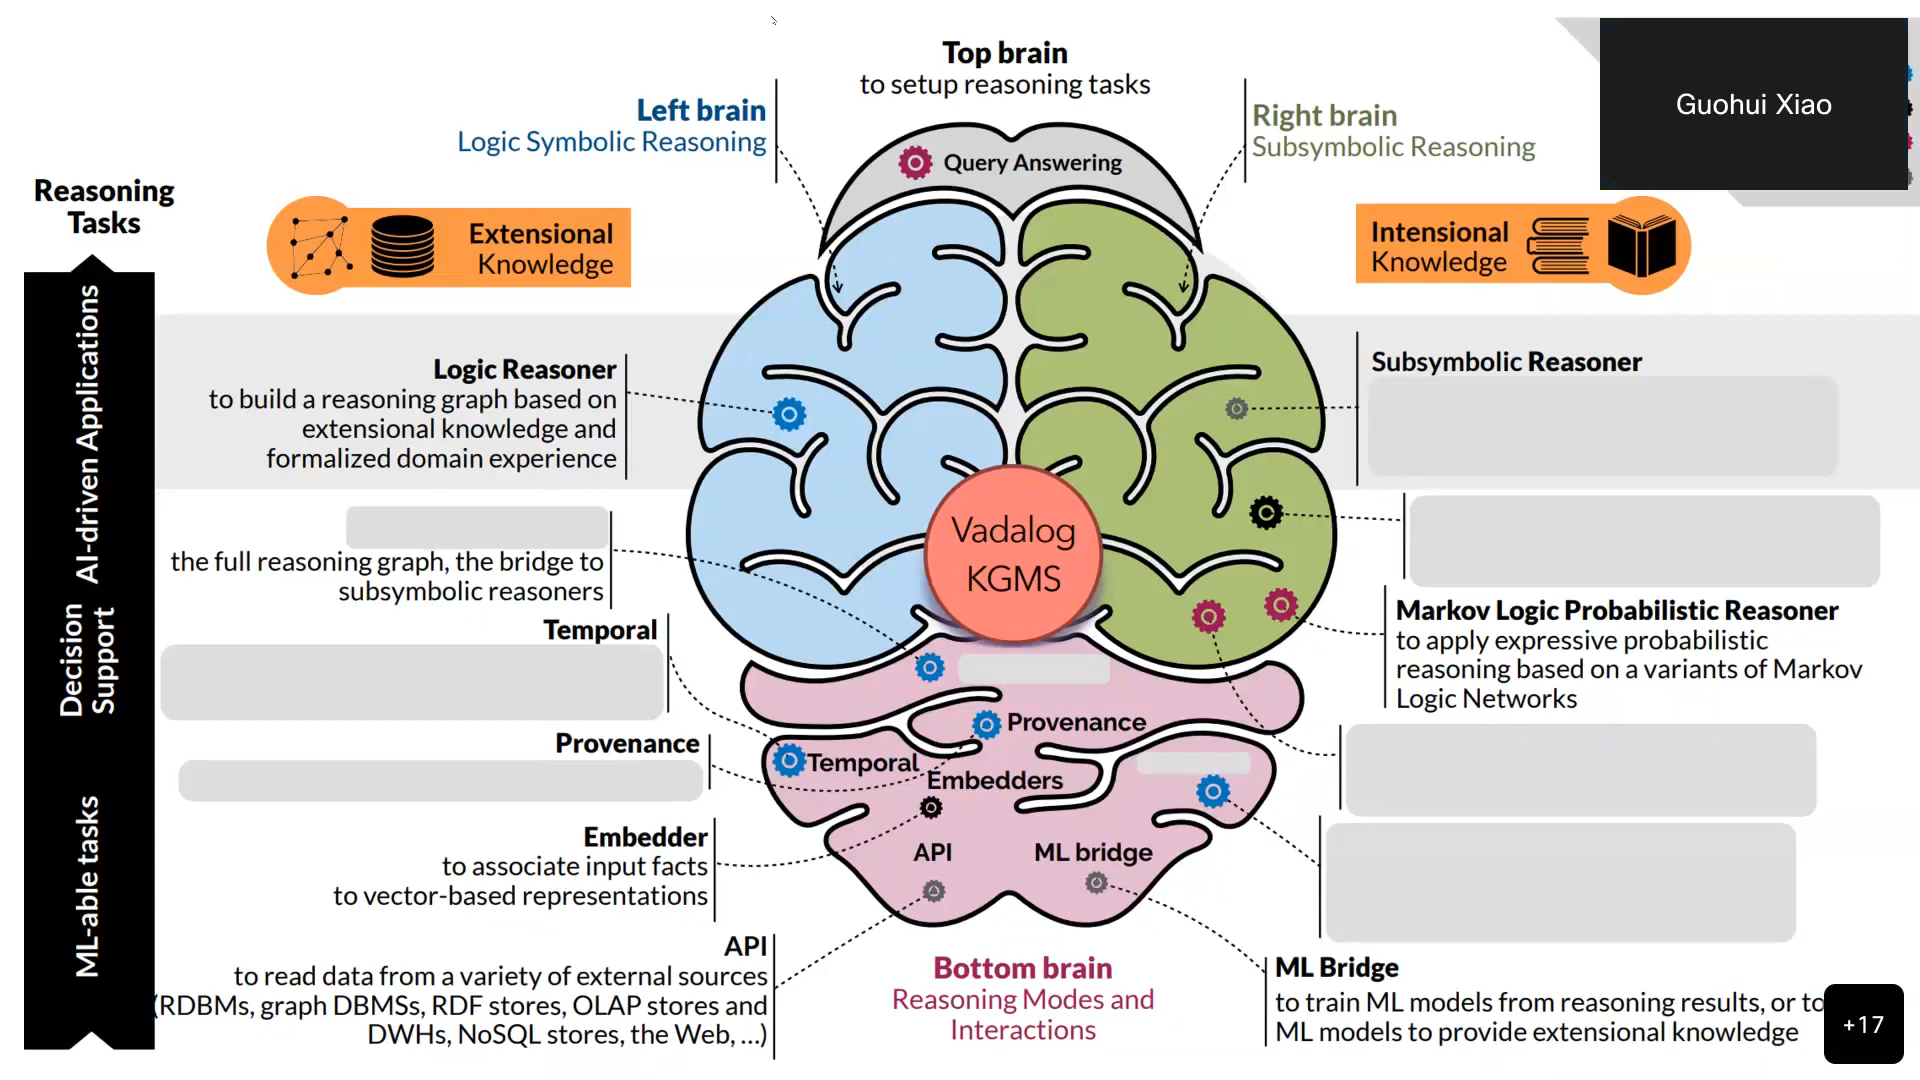 Top brain
to setup reasoning tasks
Left brain
Logic Symbolic Reasoning
Right brain
Subsymbolic Reasoning
Guohui Xiao
Query Answering
Reasoning
Tasks
Extensional
Knowledge
Intensional
Knowledge
AI-driven Applications
Decision
Support
ML-able tasks
Logic Reasoner
to build a reasoning graph based on
extensional knowledge and
formalized domain experience
Subsymbolic Reasoner
the full reasoning graph, the bridge to
subsymbolic reasoners
Vadalog
KGMS
Markov Logic Probabilistic Reasoner
to apply expressive probabilistic
reasoning based on a variants of Markov
Logic Networks
Temporal
Provenance
Provenance
Temporal
Embedders
Embedder
to associate input facts
to vector-based representations
API
ML bridge
API
to read data from a variety of external sources
(RDBMs, graph DBMSs, RDF stores, OLAP stores and
DWHs, NoSQL stores, the Web, ...)
Bottom brain
Reasoning Modes and
Interactions
ML Bridge
to train ML models from reasoning results, or to
ML models to provide extensional knowledge
+17